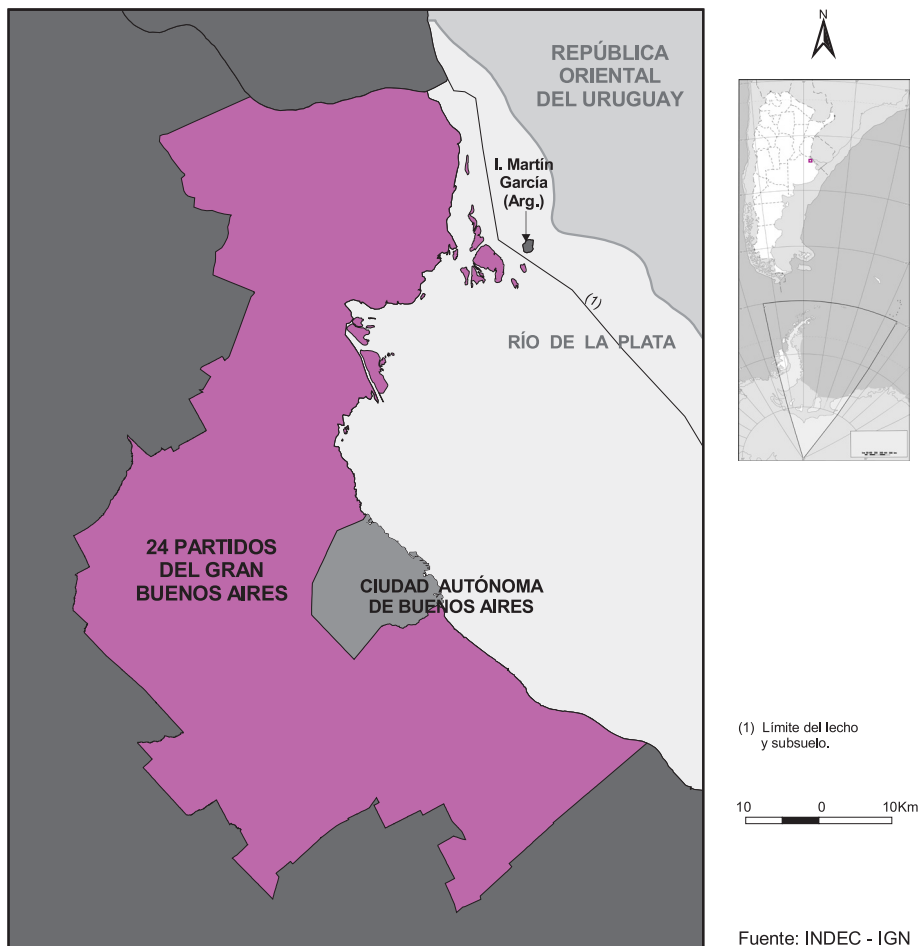 N
REPÚBLICA
ORIENTAL
DEL URUGUAY
I. Martín
García
(Arg.)
(1)
RÍO DE LA PLATA
24 PARTIDOS
DEL GRAN
BUENOS AIRES
CIUDAD AUTÓNOMA
DE BUENOS AIRES
(1) Límite del lecho
y subsuelo.
10 0 10Km
Fuente: INDEC - IGN